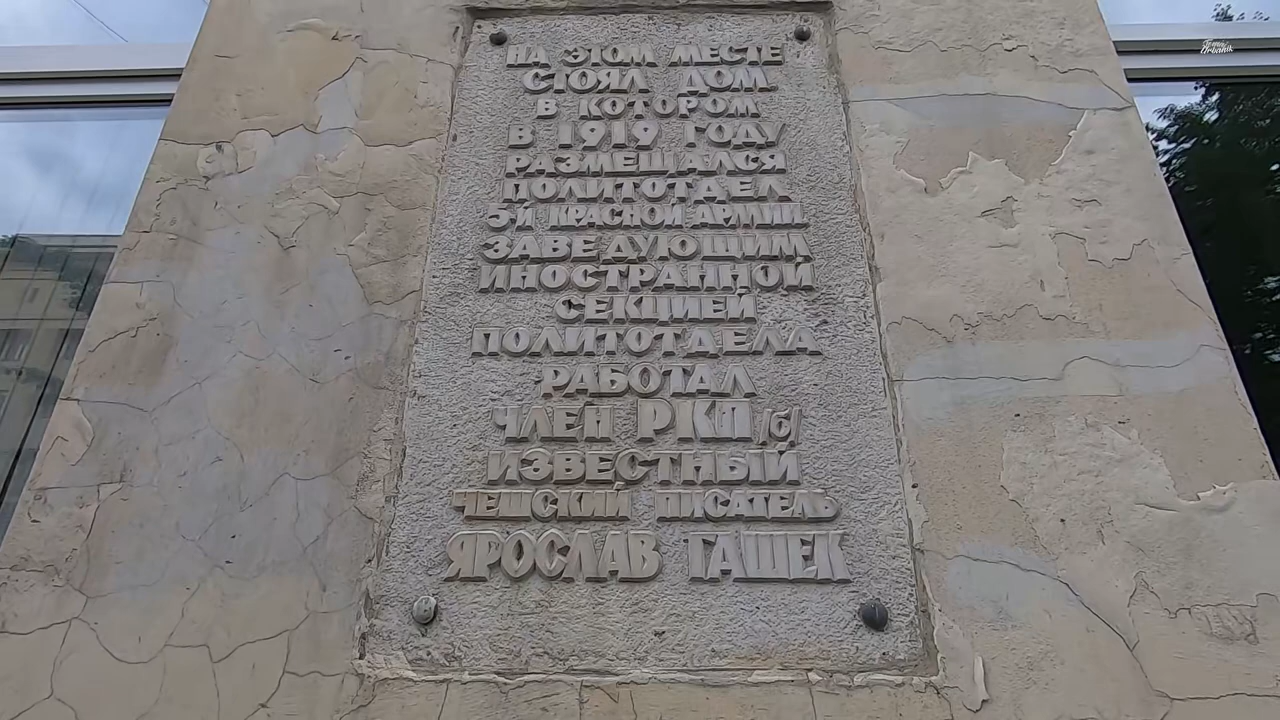 НА ЭТОМ МЕСТЕ
СТОЯЛ ДОМ
В КОТОРОМ
В 1919 ГОДУ
РАЗМЕЩАЛСЯ
ПОЛИТОТДЕЛ
5-Й КРАСНОЙ АРМИИ
ЗАВЕДУЮЩИМ
ИНОСТРАННОЙ
СЕКЦИЕЙ
ПОЛИТОТДЕЛА
РАБОТАЛ
ЧЛЕН РКП /б/
ИЗВЕСТНЫЙ
ЧЕШСКИЙ ПИСАТЕЛЬ
ЯРОСЛАВ ГАШЕК